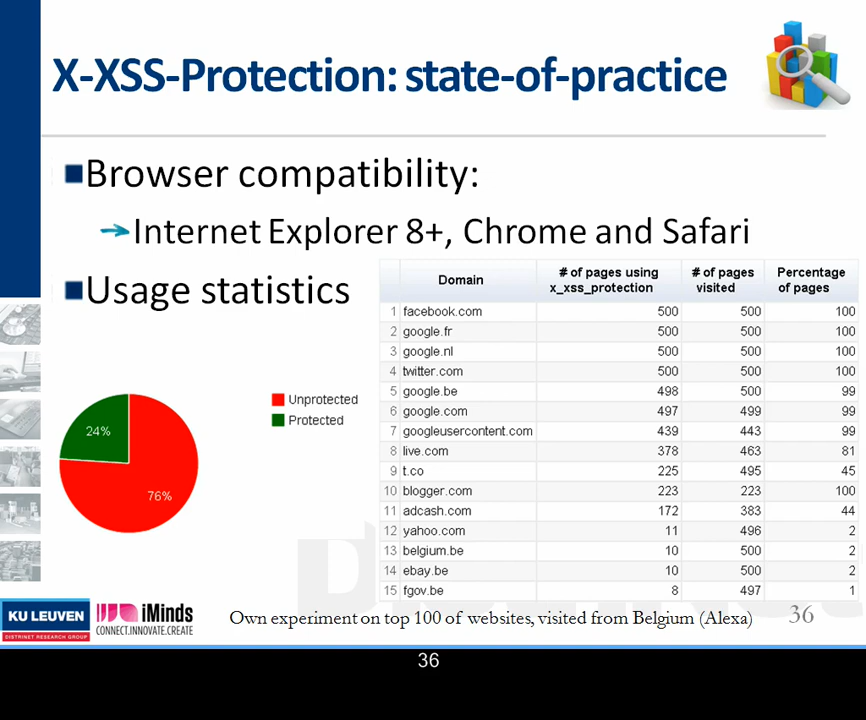 X-XSS-Protection: state-of-practice
Browser compatibility:
Internet Explorer 8+, Chrome and Safari
Usage statistics
Domain # of pages using x_xss_protection # of pages visited Percentage of pages
1 facebook.com 500 500 100
2 google.fr 500 500 100
3 google.nl 500 500 100
4 twitter.com 500 500 100
5 google.be 498 500 99
6 google.com 497 499 99
7 googleusercontent.com 439 443 99
8 live.com 378 463 81
9 t.co 225 495 45
10 blogger.com 223 223 100
11 adcash.com 172 383 44
12 yahoo.com 11 496 2
13 belgium.be 10 500 2
14 ebay.be 10 500 2
15 fgov.be 8 497 1
Unprotected
Protected
24%
76%
KU LEUVEN
DISTRINET RESEARCH GROUP
iMinds
CONNECT.INNOVATE.CREATE
Own experiment on top 100 of websites, visited from Belgium (Alexa)
36
36